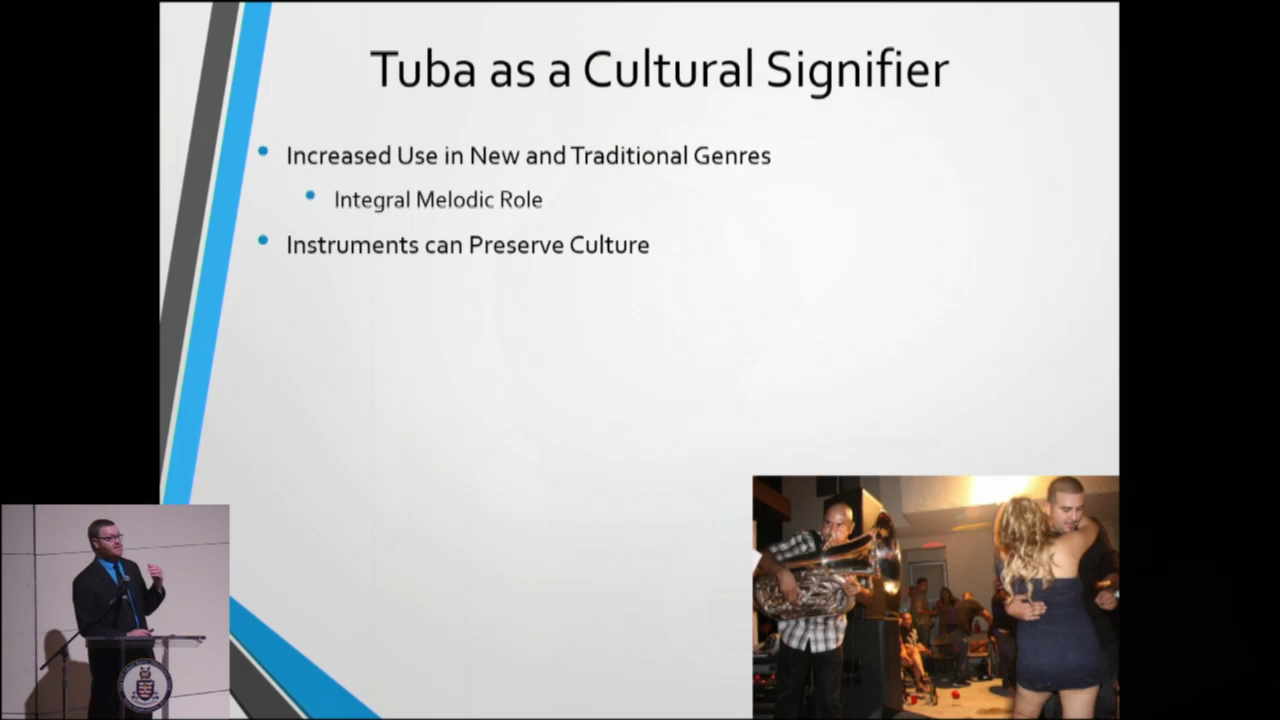 Tuba as a Cultural Signifier
Increased Use in New and Traditional Genres
Integral Melodic Role
Instruments can Preserve Culture